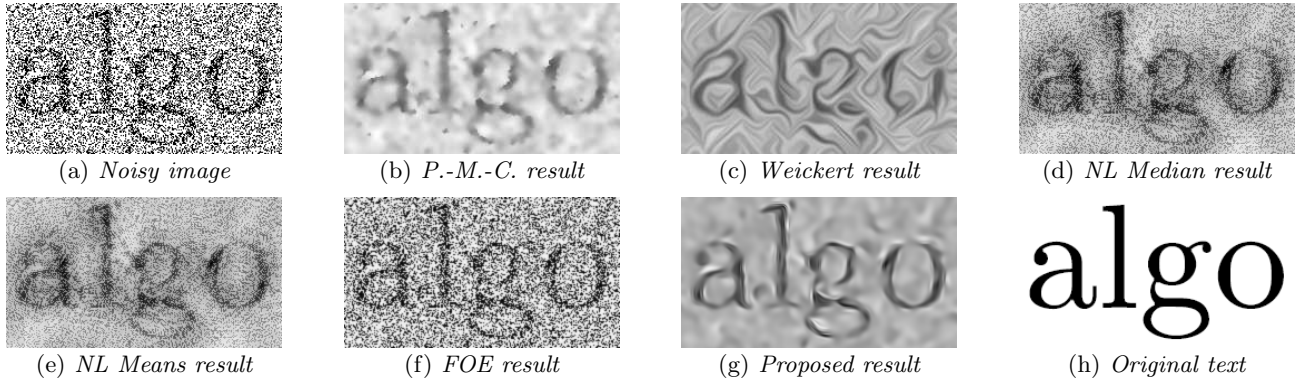 algo algo algo algo
(a) Noisy image (b) P.-M.-C. result (c) Weickert result (d) NL Median result
algo algo algo algo
(e) NL Means result (f) FOE result (g) Proposed result (h) Original text